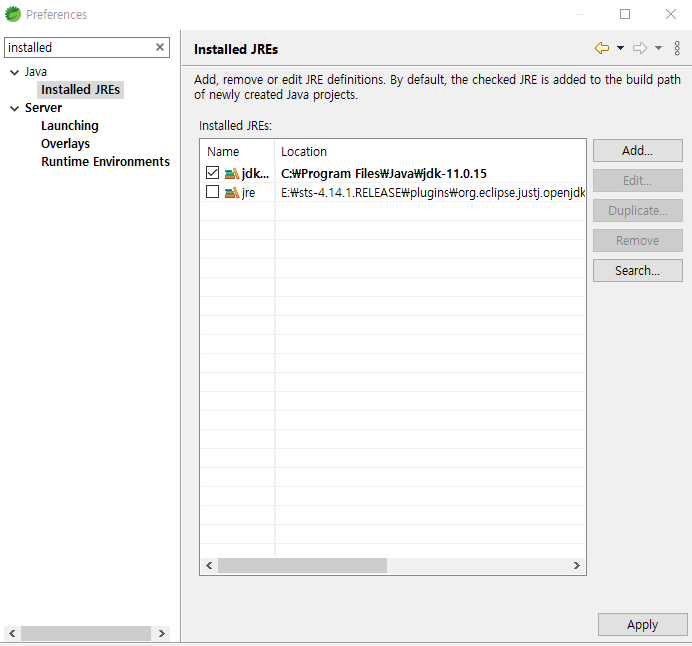 Preferences
installed
Java
Installed JREs
Server
Launching
Overlays
Runtime Environments
Installed JREs
Add, remove or edit JRE definitions. By default, the checked JRE is added to the build path
of newly created Java projects.
Installed JREs:
Name Location
jdk... C:₩Program Files₩Java₩jdk-11.0.15
jre E:₩sts-4.14.1.RELEASE₩plugins₩org.eclipse.justj.openjdk
Add...
Edit...
Duplicate...
Remove
Search...
Apply